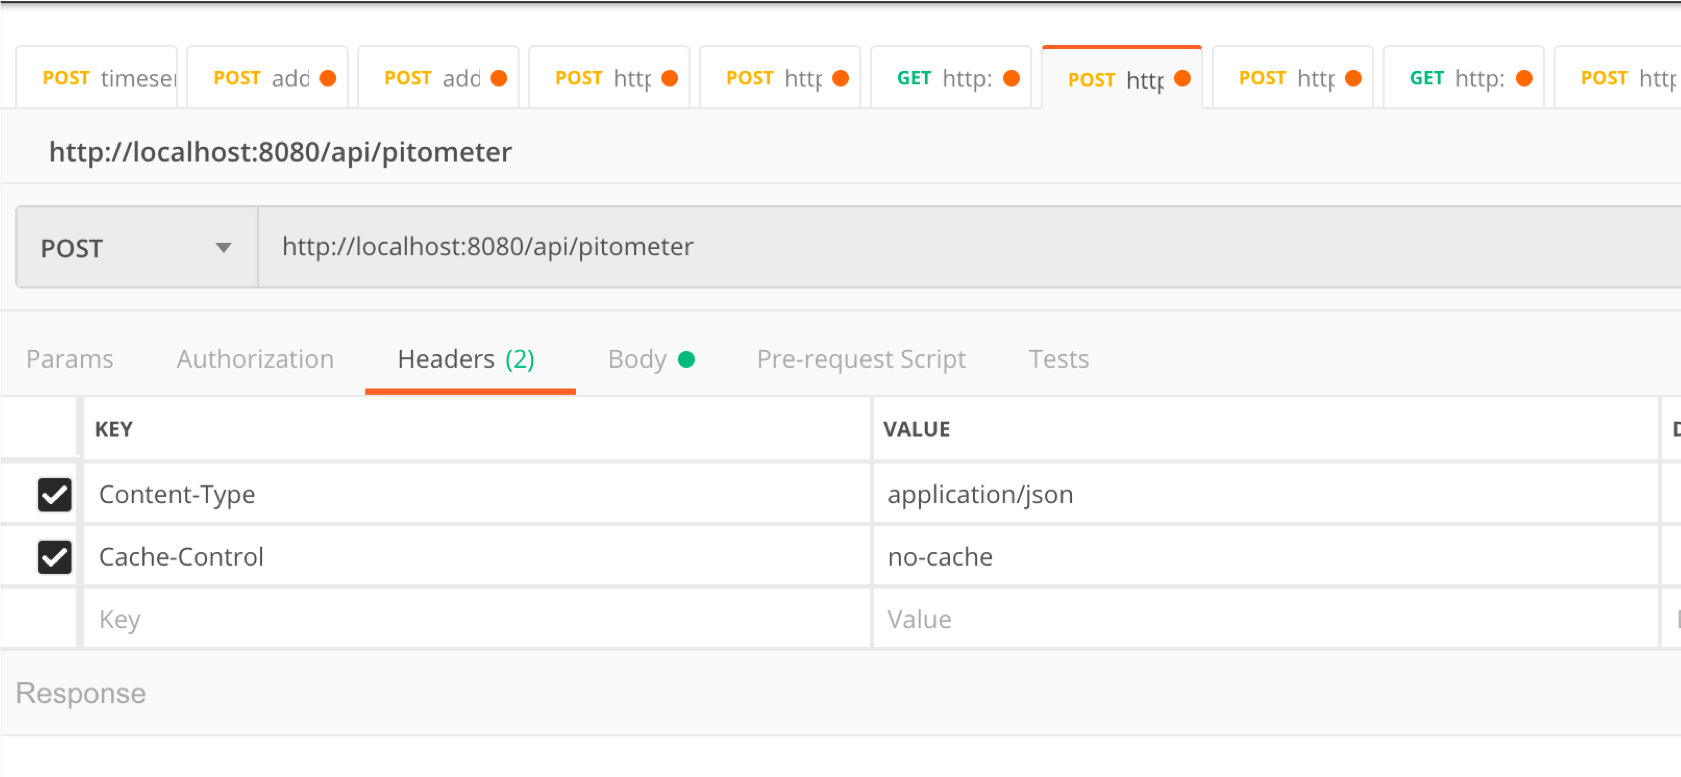 POST timese POST add POST add POST http POST http GET http: POST http POST http GET http: POST http
http://localhost:8080/api/pitometer
POST http://localhost:8080/api/pitometer
Params Authorization Headers (2) Body Pre-request Script Tests
KEY VALUE
Content-Type application/json
Cache-Control no-cache
Key Value
Response